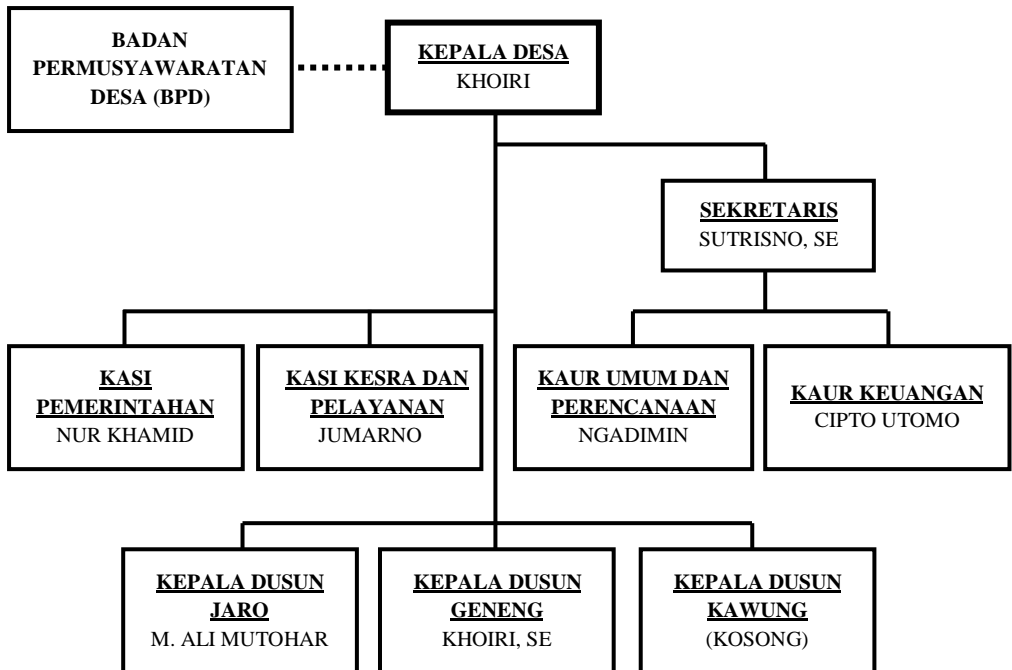 BADAN
PERMUSYAWARATAN
DESA (BPD)
KEPALA DESA
KHOIRI
SEKRETARIS
SUTRISNO, SE
KASI
PEMERINTAHAN
NUR KHAMID
KASI KESRA DAN
PELAYANAN
JUMARNO
KAUR UMUM DAN
PERENCANAAN
NGADIMIN
KAUR KEUANGAN
CIPTO UTOMO
KEPALA DUSUN
JARO
M. ALI MUTOHAR
KEPALA DUSUN
GENENG
KHOIRI, SE
KEPALA DUSUN
KAWUNG
(KOSONG)